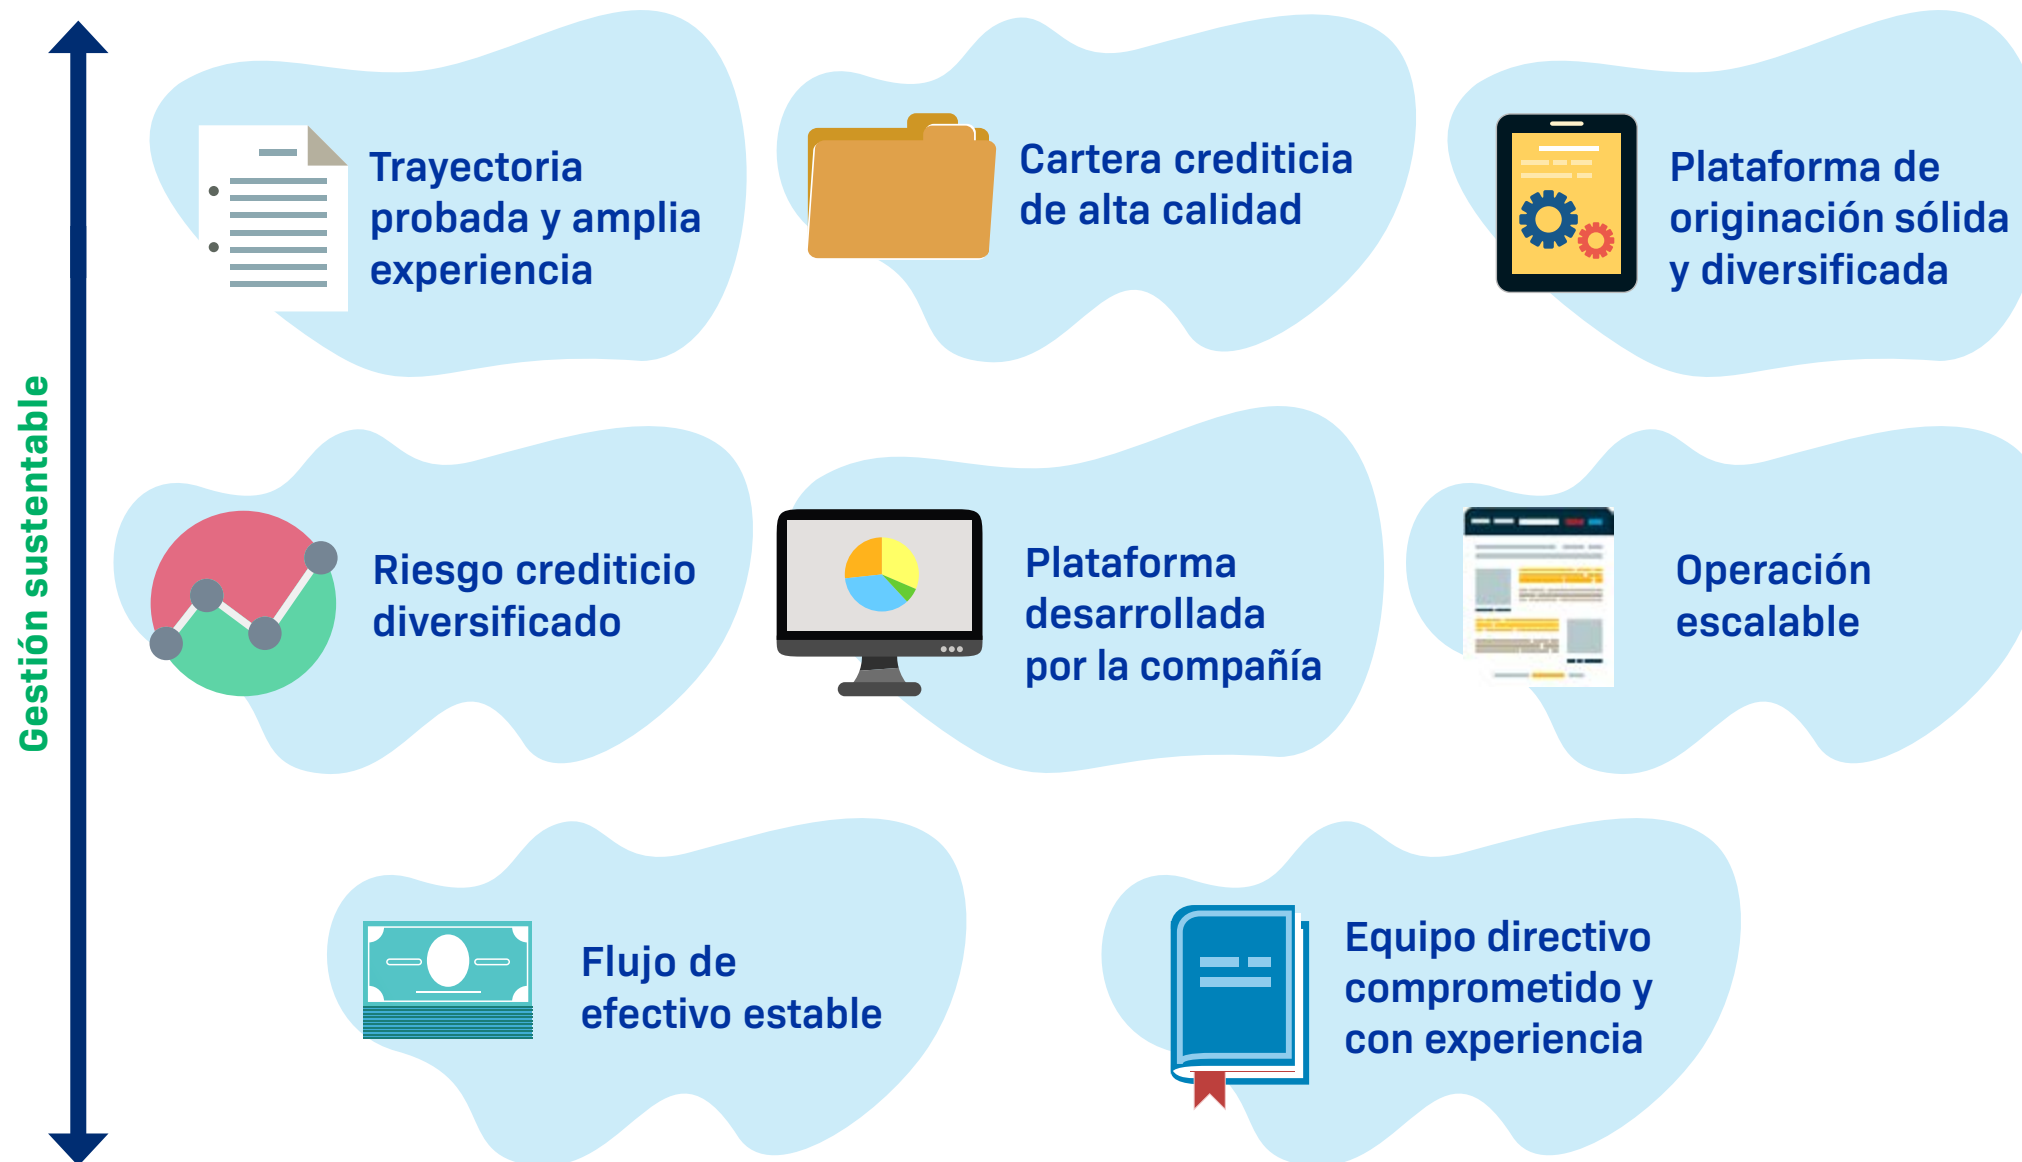 Gestión sustentable
Trayectoria
probada y amplia
experiencia
Cartera crediticia
de alta calidad
Plataforma de
originación sólida
y diversificada
Riesgo crediticio
diversificado
Plataforma
desarrollada
por la compañía
Operación
escalable
Flujo de
efectivo estable
Equipo directivo
comprometido y
con experiencia